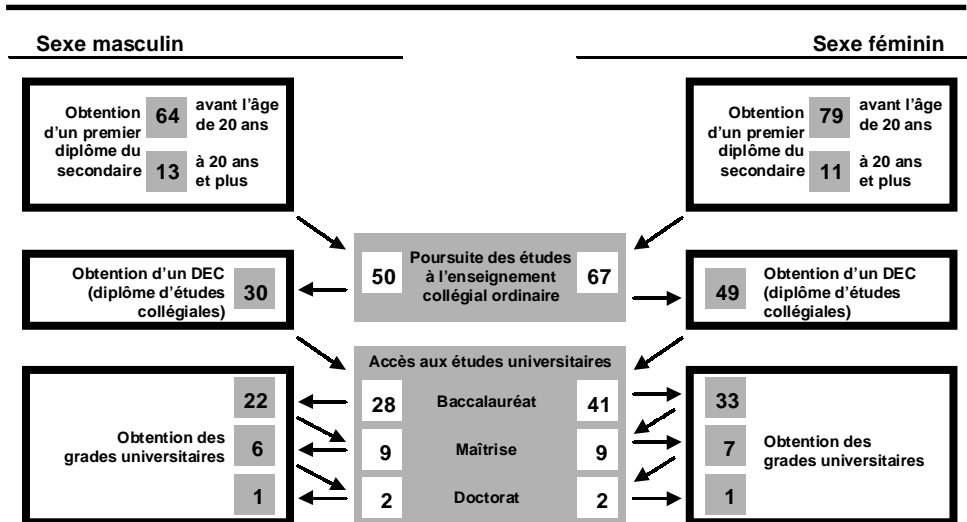 Sexe masculin
Sexe féminin
Obtention
d'un premier
diplôme du
secondaire
64
avant l'âge
de 20 ans
13
à 20 ans
et plus
Obtention
d'un premier
diplôme du
secondaire
79
avant l'âge
de 20 ans
11
à 20 ans
et plus
50
Poursuite des études
à l'enseignement
collégial ordinaire
67
Obtention d'un DEC
(diplôme d'études
collégiales)
30
49
Obtention d'un DEC
(diplôme d'études
collégiales)
Accès aux études universitaires
28
Baccalauréat
41
9
Maîtrise
9
2
Doctorat
2
Obtention des
grades universitaires
22
6
1
33
7
1
Obtention des
grades universitaires